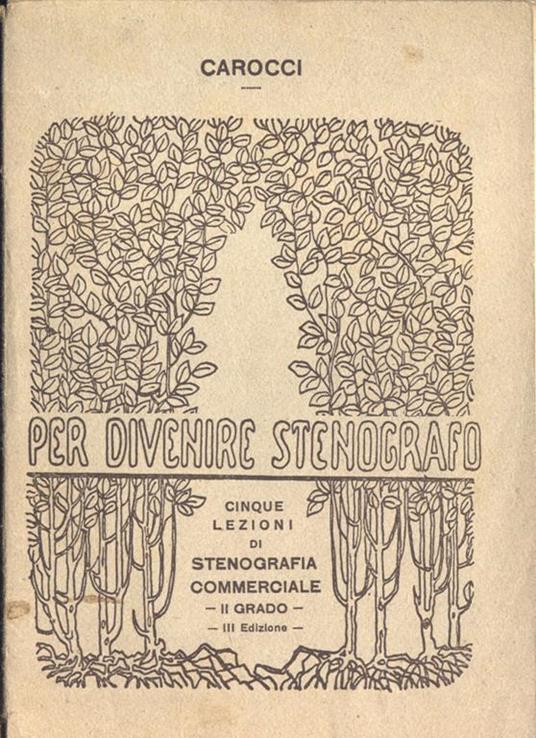 CAROCCI
PER DIVENIRE STENOGRAFO
CINQUE
LEZIONI
DI
STENOGRAFIA
COMMERCIALE
— II GRADO —
— III Edizione —